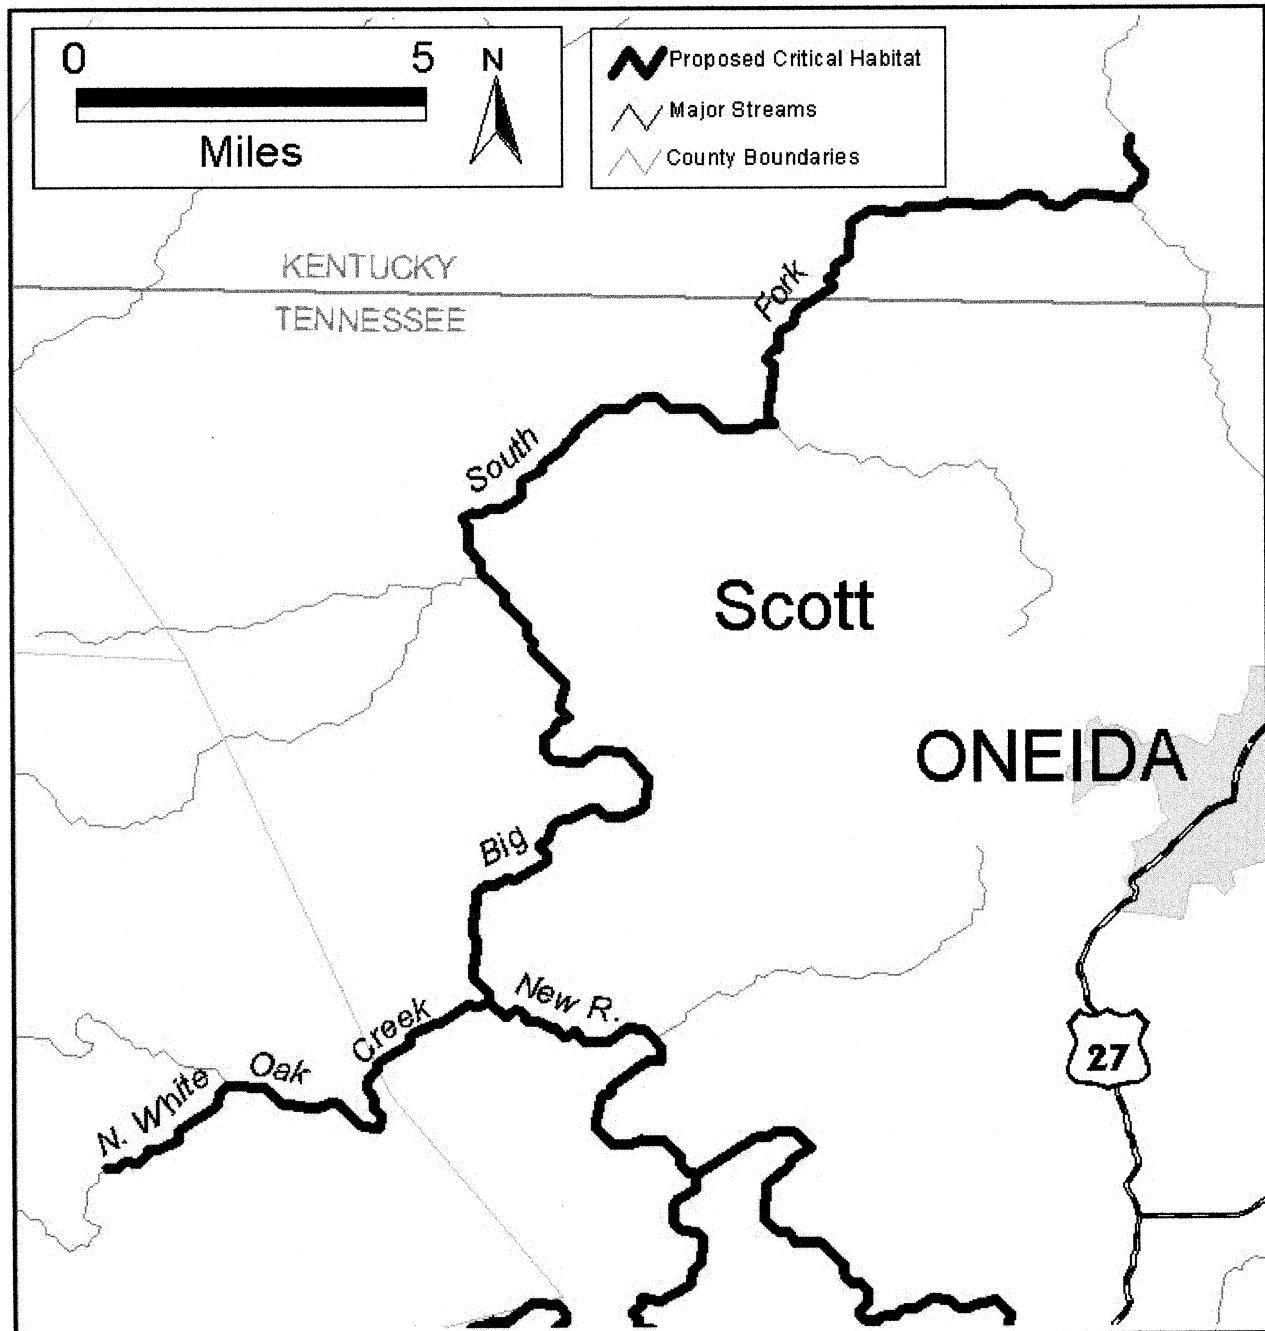 0 5
Miles
N
Proposed Critical Habitat
Major Streams
County Boundaries
KENTUCKY
TENNESSEE
Fork
South
Scott
ONEIDA
Big
New R.
Creek
Oak
N. White
27